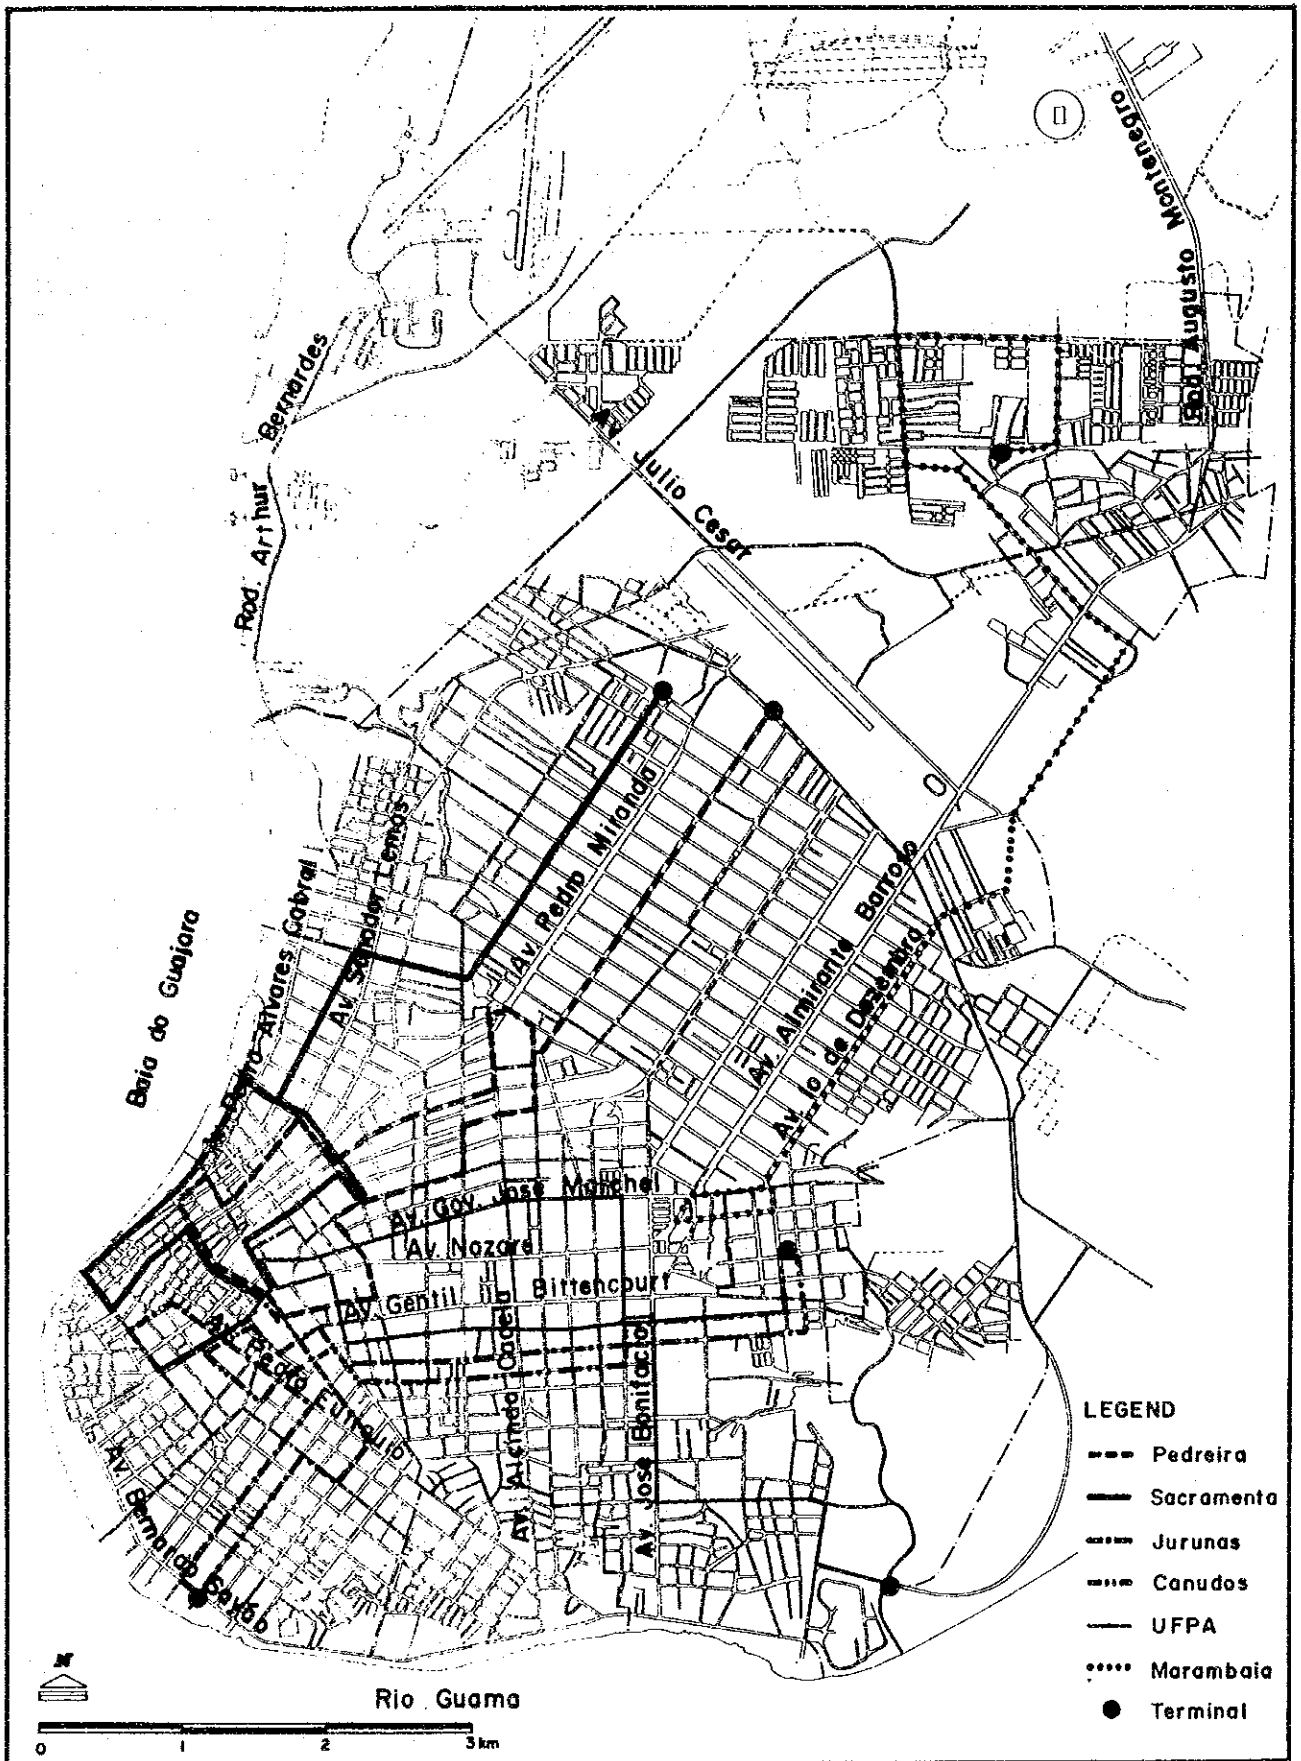 Rod. Augusto Montenegro
Rod. Arthur Bernardes
Av. Julio Cesar
Av. Pedro Miranda
Av. Senador Lemos
Pedro Alvares Cabral
Baia do Guajara
Av. Almirante Barroso
Av. 1o de Dezembro
Av. Gov. José Malchel
Av. Nazare
Av. Gentil Bittencourt
Av. Pedro Eutiquio
Av. Alcindo Cacela
Av. José Bonifacio
Av. Bernardo Sayão
LEGEND
Pedreira
Sacramenta
Jurunas
Canudos
UFPA
Marambaia
Terminal
N
Rio Guama
0 1 2 3 km